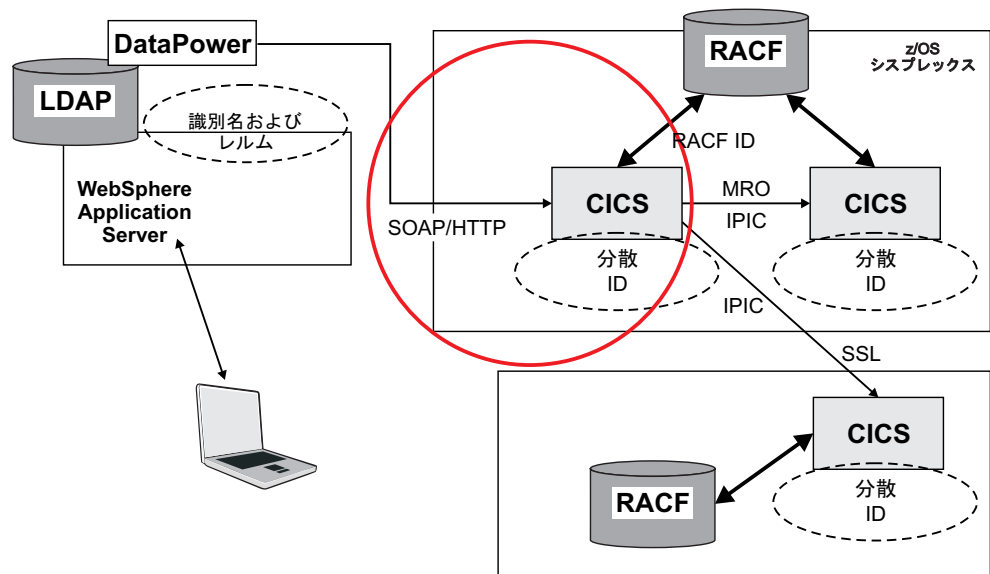 DataPower
LDAP
識別名および
レルム
WebSphere
Application
Server
RACF
z/OS
シスプレックス
RACF ID
SOAP/HTTP
CICS
MRO
IPIC
CICS
分散
ID
分散
ID
IPIC
SSL
CICS
分散
ID
RACF